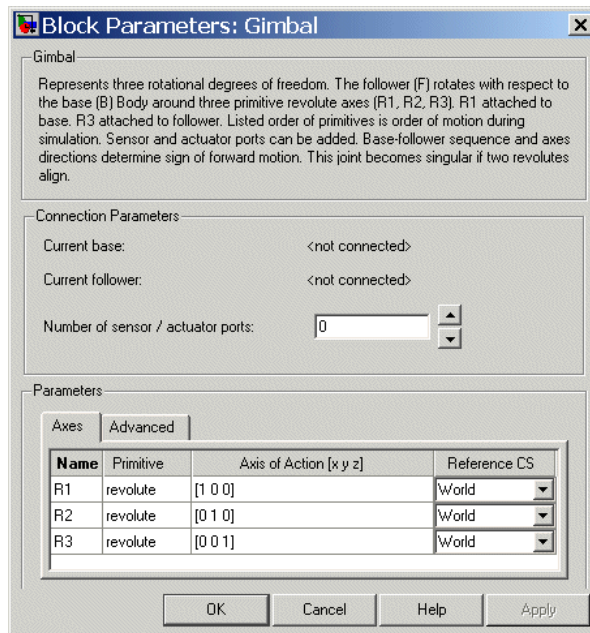 Block Parameters: Gimbal
Gimbal
Represents three rotational degrees of freedom. The follower (F) rotates with respect to
the base (B) Body around three primitive revolute axes (R1, R2, R3). R1 attached to
base. R3 attached to follower. Listed order of primitives is order of motion during
simulation. Sensor and actuator ports can be added. Base-follower sequence and axes
directions determine sign of forward motion. This joint becomes singular if two revolutes
align.
Connection Parameters
Current base: <not connected>
Current follower: <not connected>
Number of sensor / actuator ports: 0
Parameters
Axes Advanced
Name Primitive Axis of Action [x y z] Reference CS
R1 revolute [1 0 0] World
R2 revolute [0 1 0] World
R3 revolute [0 0 1] World
OK Cancel Help Apply